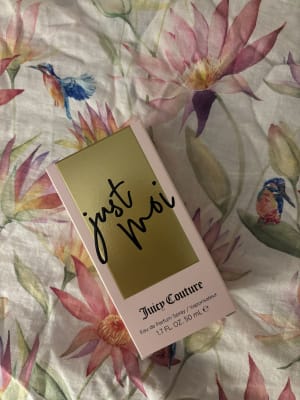 just
moi
Juicy Couture
Eau de Parfum Spray / Vaporisateur
1.7 FL OZ, 50 mL ℮